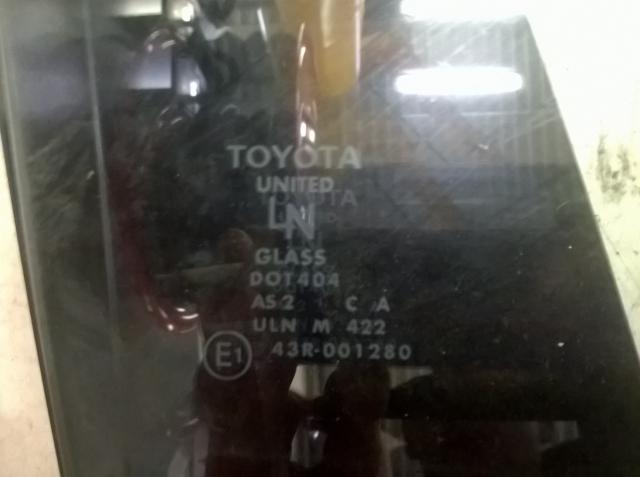 TOYOTA
UNITED
LN
GLASS
DOT404
AS2 C A
ULN M 422
E1 43R-001280